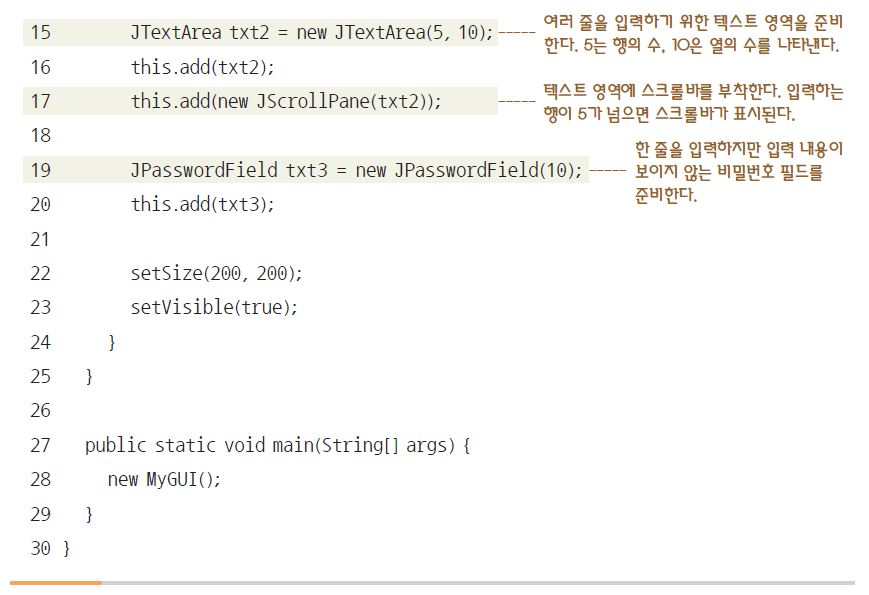 15 JTextArea txt2 = new JTextArea(5, 10);
여러 줄을 입력하기 위한 텍스트 영역을 준비
한다. 5는 행의 수, 10은 열의 수를 나타낸다.
16 this.add(txt2);
17 this.add(new JScrollPane(txt2));
텍스트 영역에 스크롤바를 부착한다. 입력하는
행이 5가 넘으면 스크롤바가 표시된다.
18
19 JPasswordField txt3 = new JPasswordField(10);
한 줄을 입력하지만 입력 내용이
보이지 않는 비밀번호 필드를
준비한다.
20 this.add(txt3);
21
22 setSize(200, 200);
23 setVisible(true);
24 }
25 }
26
27 public static void main(String[] args) {
28 new MyGUI();
29 }
30 }